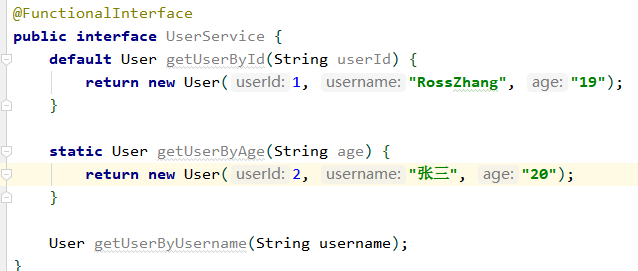 @FunctionalInterface
public interface UserService {
default User getUserById(String userId) {
return new User( userId: 1, username: "RossZhang", age: "19");
}
static User getUserByAge(String age) {
return new User( userId: 2, username: "张三", age: "20");
}
User getUserByUsername(String username);
}